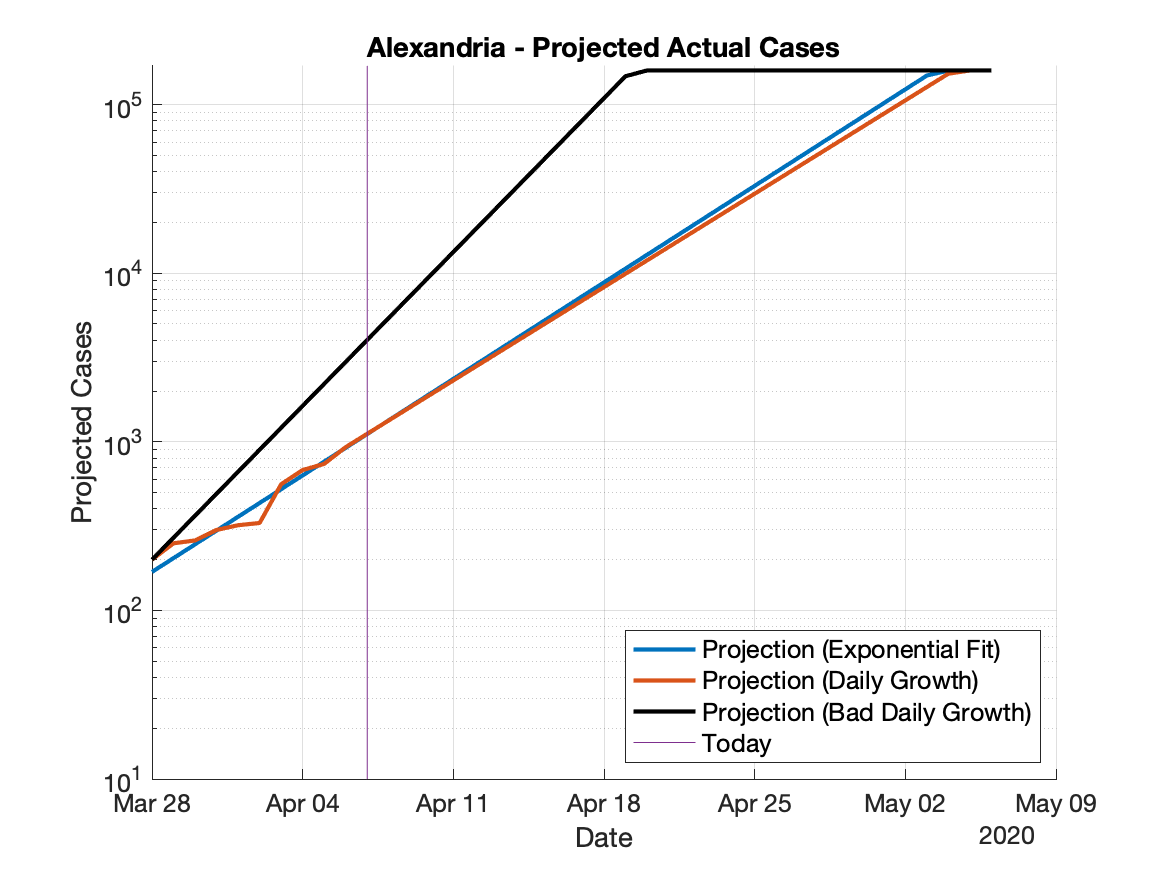 Alexandria - Projected Actual Cases
Projected Cases
10^5
10^4
10^3
10^2
10^1
Projection (Exponential Fit)
Projection (Daily Growth)
Projection (Bad Daily Growth)
Today
Mar 28 Apr 04 Apr 11 Apr 18 Apr 25 May 02 May 09
Date
2020